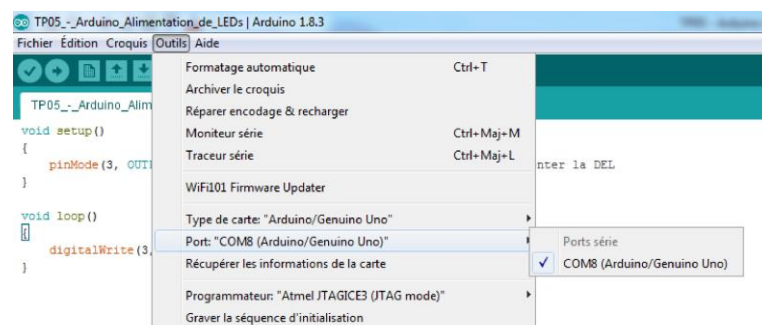 TP05_-_Arduino_Alimentation_de_LEDs | Arduino 1.8.3
Fichier Édition Croquis Outils Aide
Formatage automatique Ctrl+T
Archiver le croquis
TP05_-_Arduino_Alim
Réparer encodage & recharger
void setup()
Moniteur série Ctrl+Maj+M
{
Traceur série Ctrl+Maj+L
pinMode(3, OUT nter la DEL
}
WiFi101 Firmware Updater
void loop()
Type de carte: "Arduino/Genuino Uno"
{
Port: "COM8 (Arduino/Genuino Uno)" Ports série
digitalWrite(3,
Récupérer les informations de la carte COM8 (Arduino/Genuino Uno)
}
Programmateur: "Atmel JTAGICE3 (JTAG mode)"
Graver la séquence d'initialisation